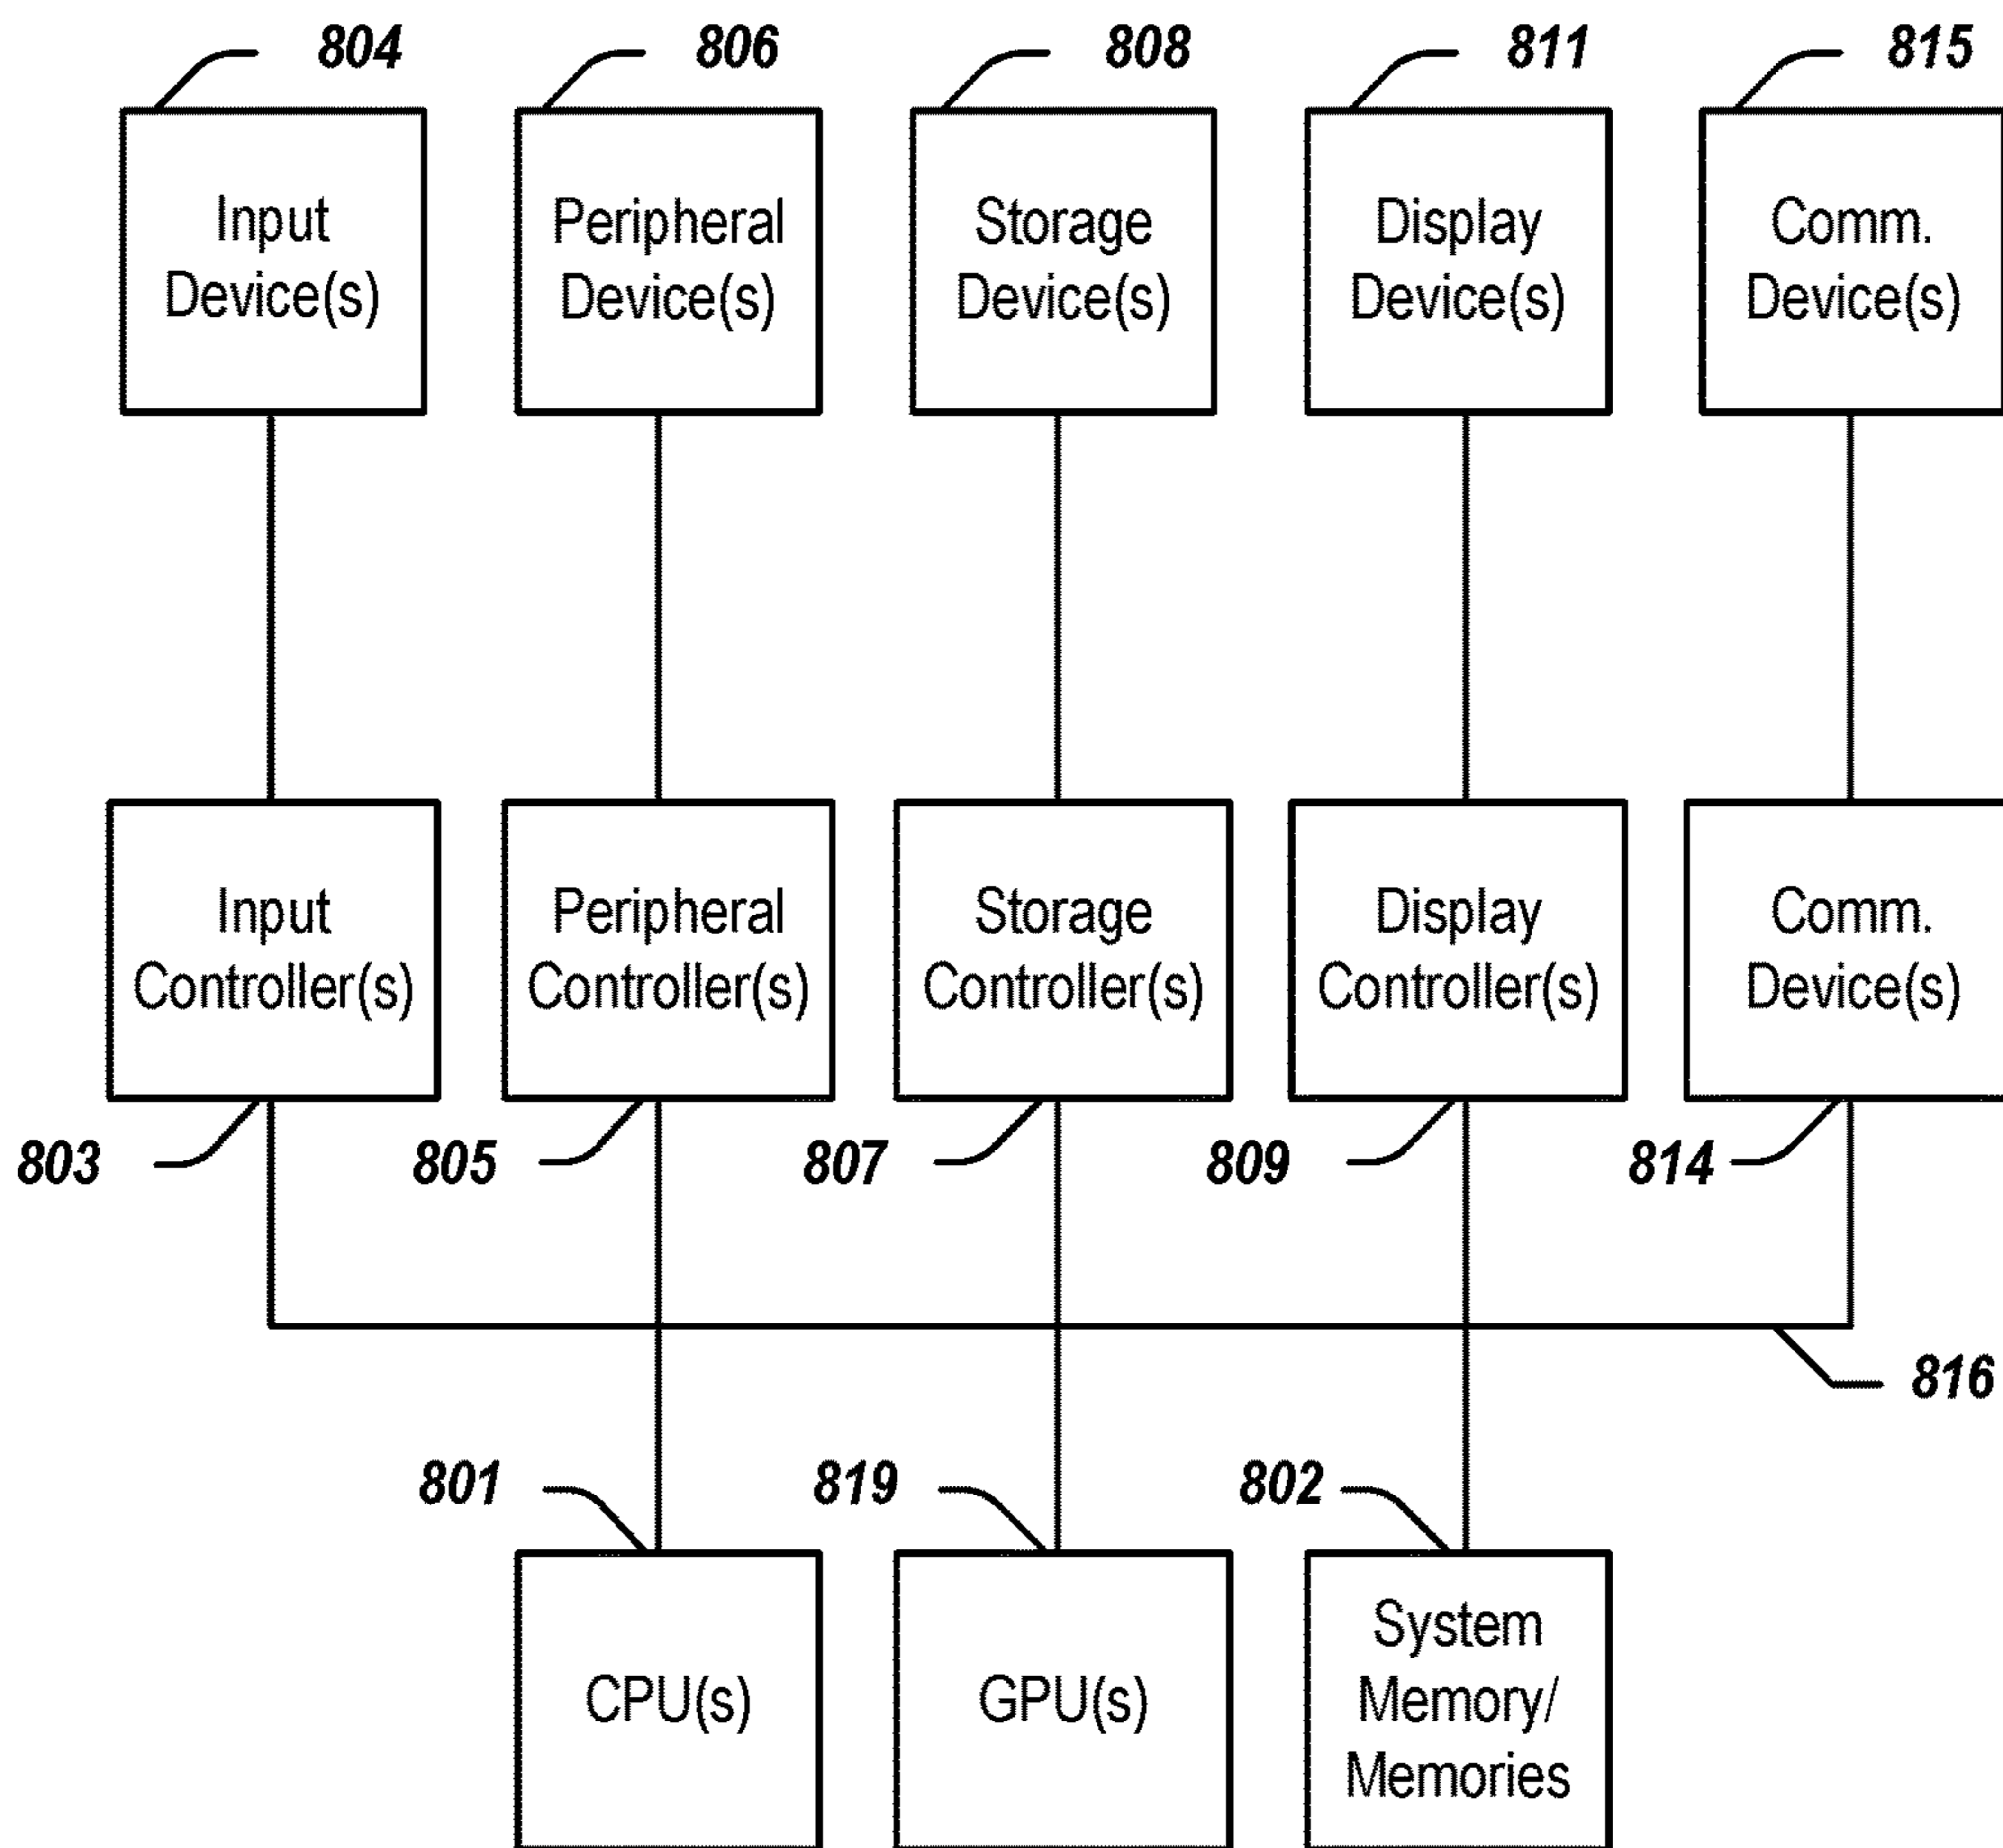 804
806
808
811
815
Input
Device(s)
Peripheral
Device(s)
Storage
Device(s)
Display
Device(s)
Comm.
Device(s)
Input
Controller(s)
Peripheral
Controller(s)
Storage
Controller(s)
Display
Controller(s)
Comm.
Device(s)
803
805
807
809
814
816
801
819
802
CPU(s)
GPU(s)
System
Memory/
Memories